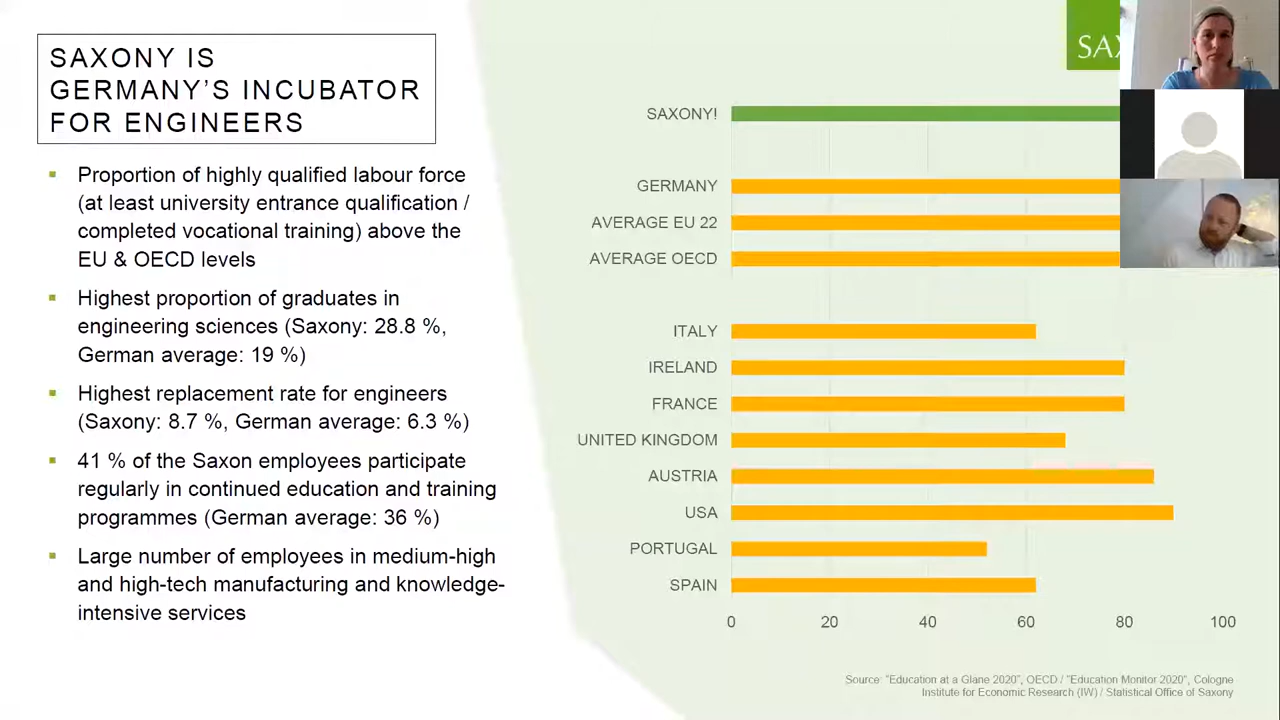 SAXONY IS
GERMANY'S INCUBATOR
FOR ENGINEERS
▪ Proportion of highly qualified labour force
(at least university entrance qualification /
completed vocational training) above the
EU & OECD levels
▪ Highest proportion of graduates in
engineering sciences (Saxony: 28.8 %,
German average: 19 %)
▪ Highest replacement rate for engineers
(Saxony: 8.7 %, German average: 6.3 %)
▪ 41 % of the Saxon employees participate
regularly in continued education and training
programmes (German average: 36 %)
▪ Large number of employees in medium-high
and high-tech manufacturing and knowledge-
intensive services
SAX
SAXONY!
GERMANY
AVERAGE EU 22
AVERAGE OECD
ITALY
IRELAND
FRANCE
UNITED KINGDOM
AUSTRIA
USA
PORTUGAL
SPAIN
0 20 40 60 80 100
Source: "Education at a Glane 2020", OECD / "Education Monitor 2020", Cologne
Institute for Economic Research (IW) / Statistical Office of Saxony